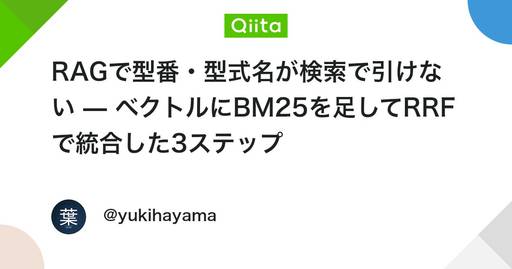 Qiita
RAGで型番・型式名が検索で引けな
い — ベクトルにBM25を足してRRF
で統合した3ステップ
葉
@yukihayama